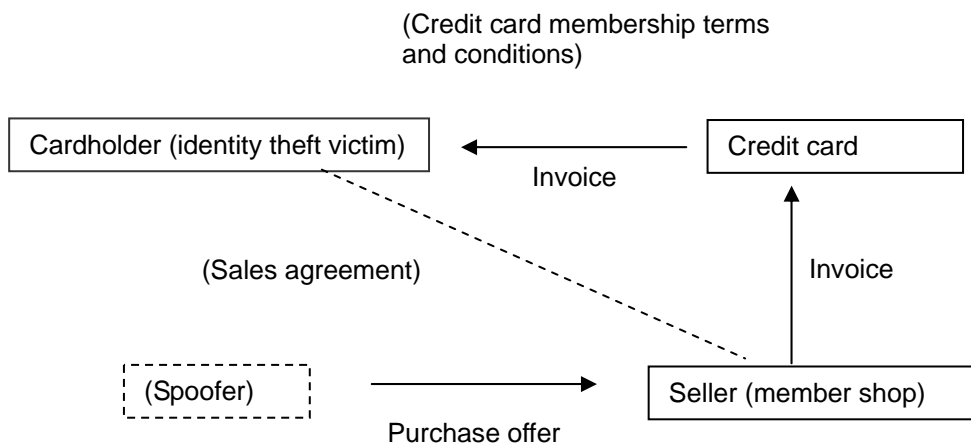 (Credit card membership terms
and conditions)
Cardholder (identity theft victim)
Credit card
Invoice
(Sales agreement)
Invoice
(Spoofer)
Seller (member shop)
Purchase offer